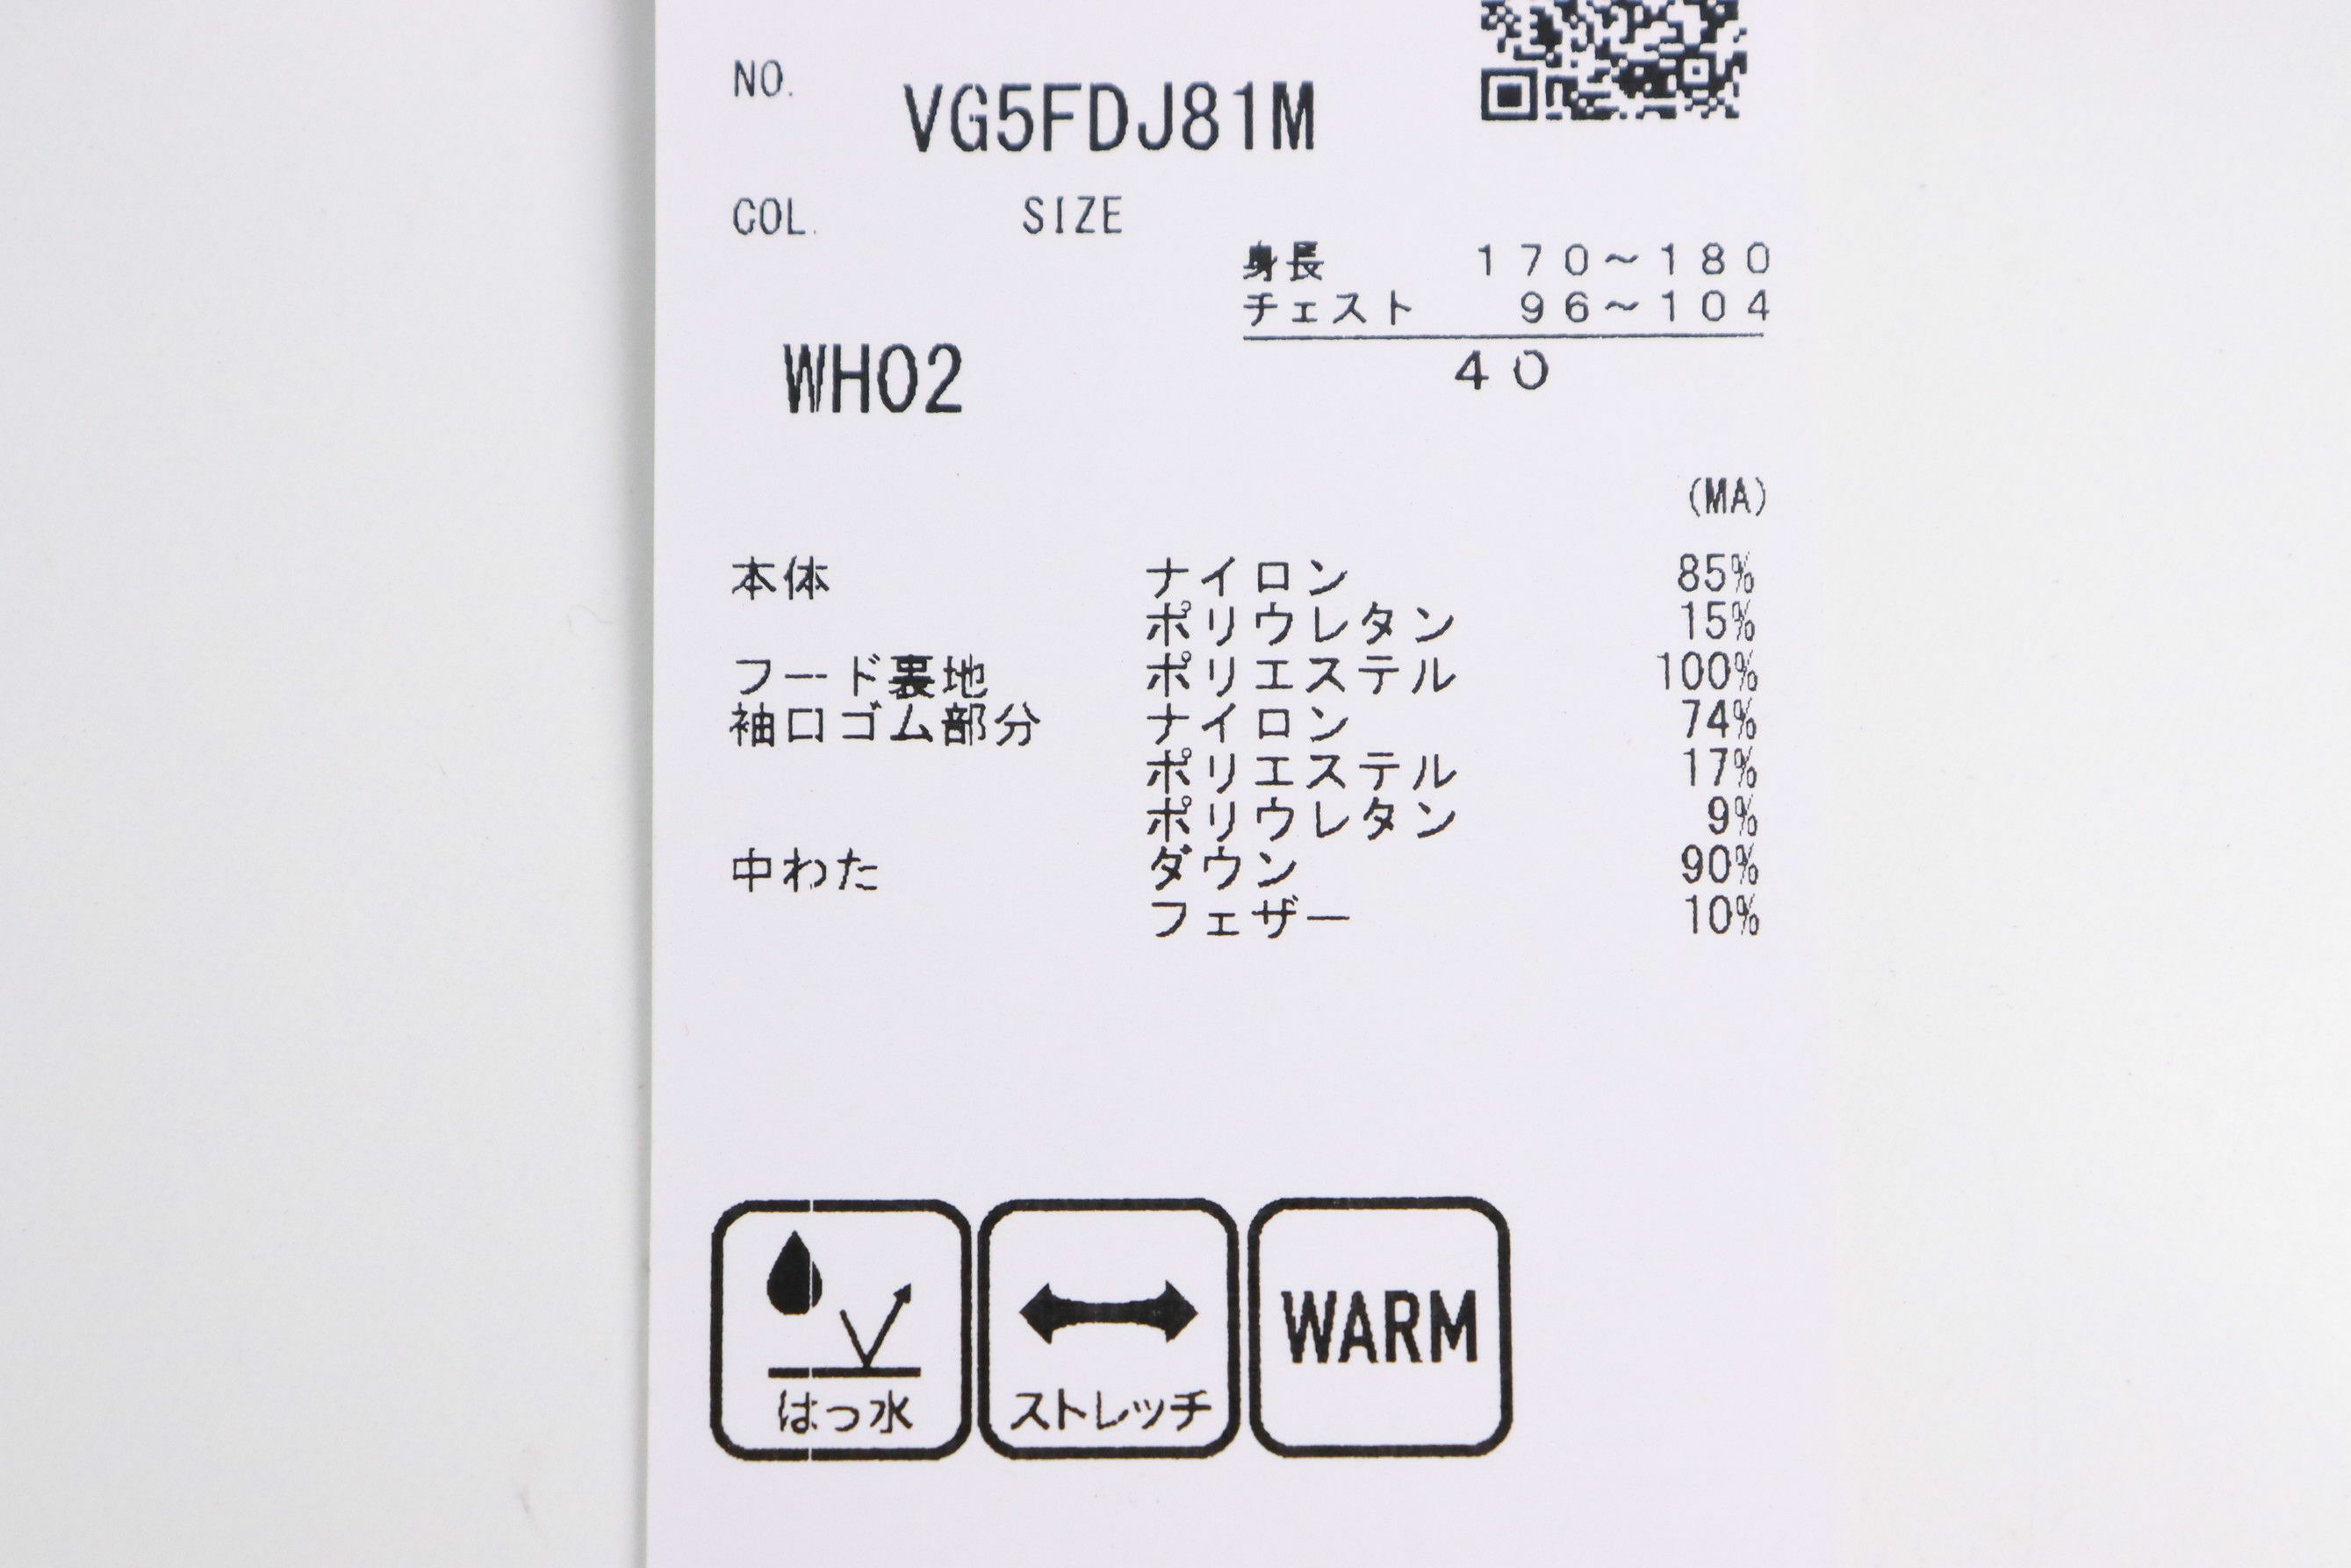 NO.
VG5FDJ81M
COL. SIZE
身長 170~180
チェスト 96~104
WH02 40
(MA)
本体 ナイロン 85%
ポリウレタン 15%
フード裏地 ポリエステル 100%
袖口ゴム部分 ナイロン 74%
ポリエステル 17%
ポリウレタン 9%
中わた ダウン 90%
フェザー 10%
はっ水 ストレッチ WARM